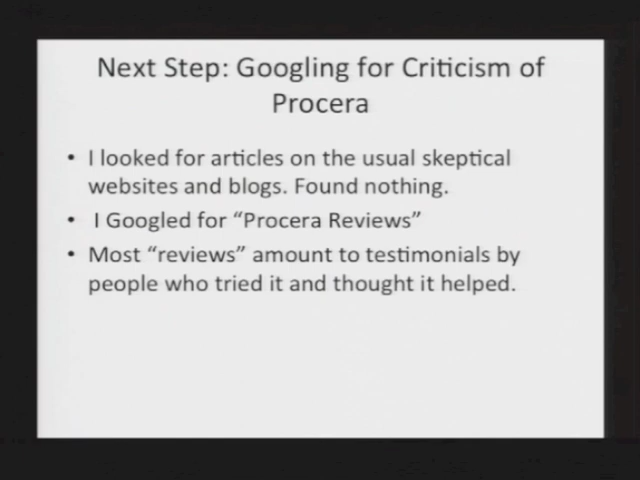 Next Step: Googling for Criticism of
Procera
• I looked for articles on the usual skeptical
websites and blogs. Found nothing.
• I Googled for “Procera Reviews”
• Most “reviews” amount to testimonials by
people who tried it and thought it helped.